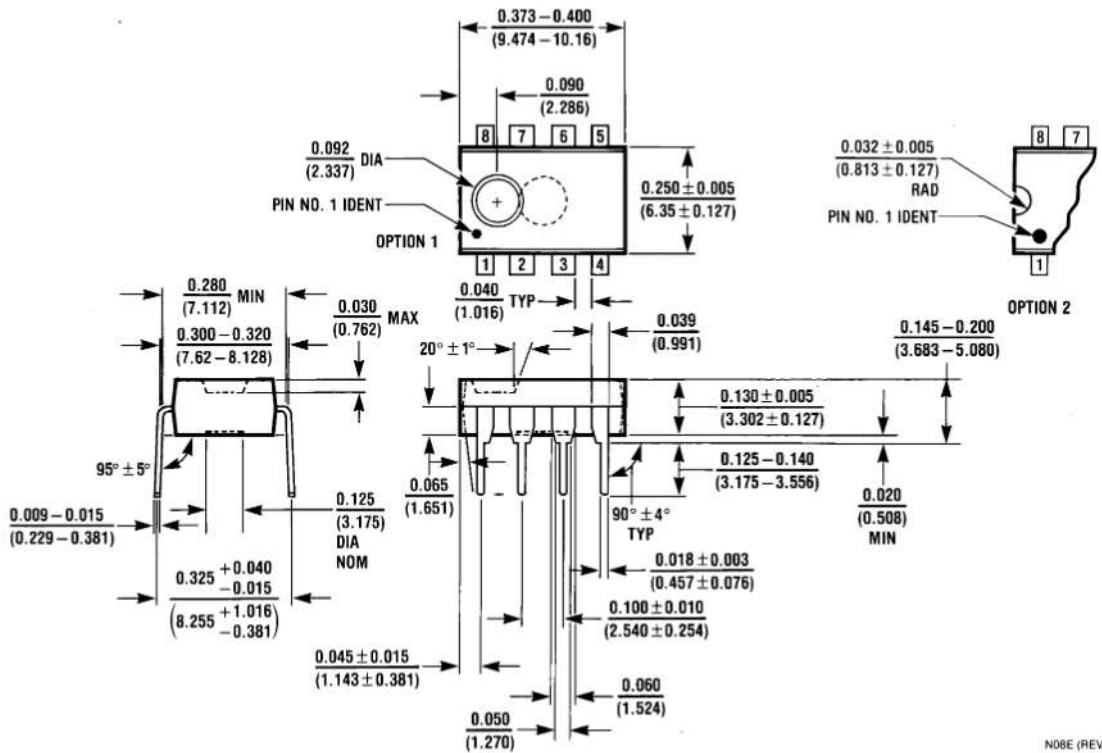 0.373 – 0.400
(9.474 – 10.16)
0.090
(2.286)
8 7 6 5
0.092 DIA
(2.337)
PIN NO. 1 IDENT
OPTION 1
1 2 3 4
0.250 ± 0.005
(6.35 ± 0.127)
8 7
0.032 ± 0.005
(0.813 ± 0.127)
RAD
PIN NO. 1 IDENT
1
OPTION 2
0.280 MIN
(7.112)
0.030 MAX
(0.762)
0.300 – 0.320
(7.62 – 8.128)
0.040 TYP
(1.016)
0.039
(0.991)
0.145 – 0.200
(3.683 – 5.080)
20° ± 1°
0.130 ± 0.005
(3.302 ± 0.127)
95° ± 5°
0.065
(1.651)
0.125 – 0.140
(3.175 – 3.556)
0.020
(0.508)
MIN
90° ± 4°
TYP
0.009 – 0.015
(0.229 – 0.381)
0.125
(3.175)
DIA
NOM
0.018 ± 0.003
(0.457 ± 0.076)
0.325 +0.040 −0.015
(8.255 +1.016 −0.381)
0.100 ± 0.010
(2.540 ± 0.254)
0.045 ± 0.015
(1.143 ± 0.381)
0.060
(1.524)
0.050
(1.270)
N08E (REV